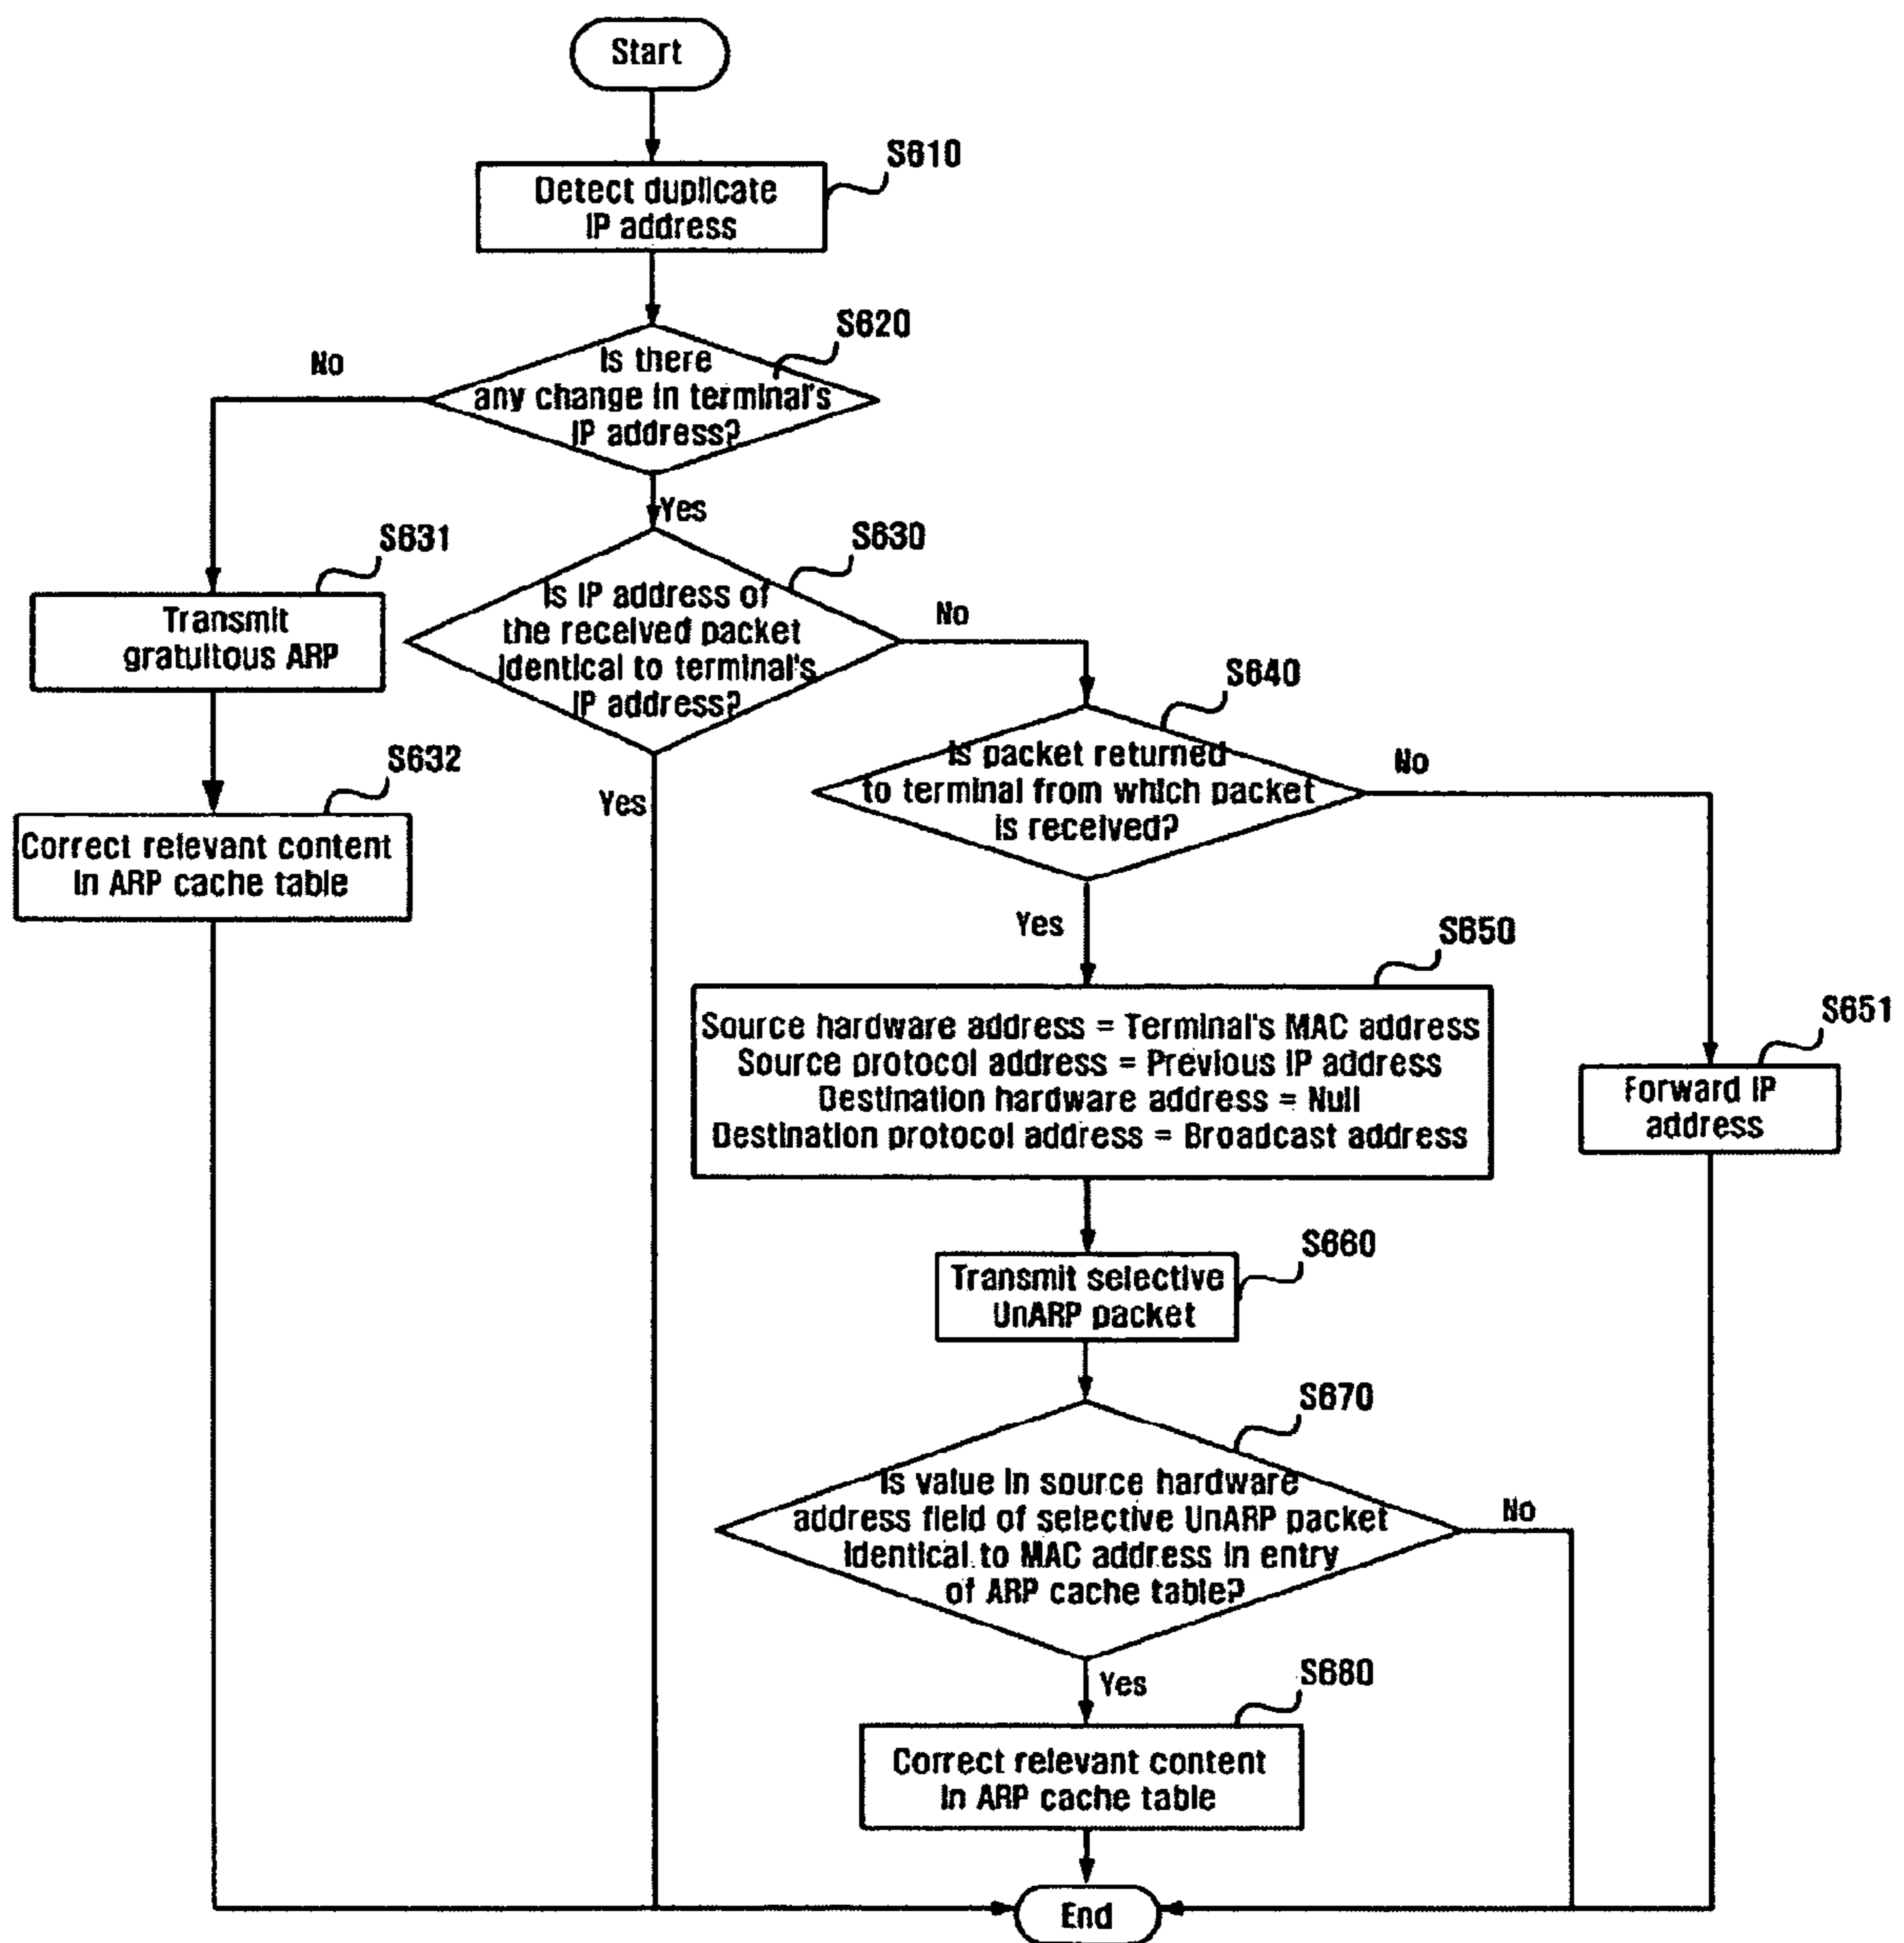 Start
S610
Detect duplicate
IP address
S620
Is there
any change in terminal's
IP address?
No
Yes
S631
Transmit
gratuitous ARP
S630
Is IP address of
the received packet
identical to terminal's
IP address?
No
Yes
S632
Correct relevant content
in ARP cache table
S640
Is packet returned
to terminal from which packet
is received?
No
Yes
S650
Source hardware address = Terminal's MAC address
Source protocol address = Previous IP address
Destination hardware address = Null
Destination protocol address = Broadcast address
S651
Forward IP
address
S660
Transmit selective
UnARP packet
S670
Is value in source hardware
address field of selective UnARP packet
identical to MAC address in entry
of ARP cache table?
No
Yes
S680
Correct relevant content
in ARP cache table
End